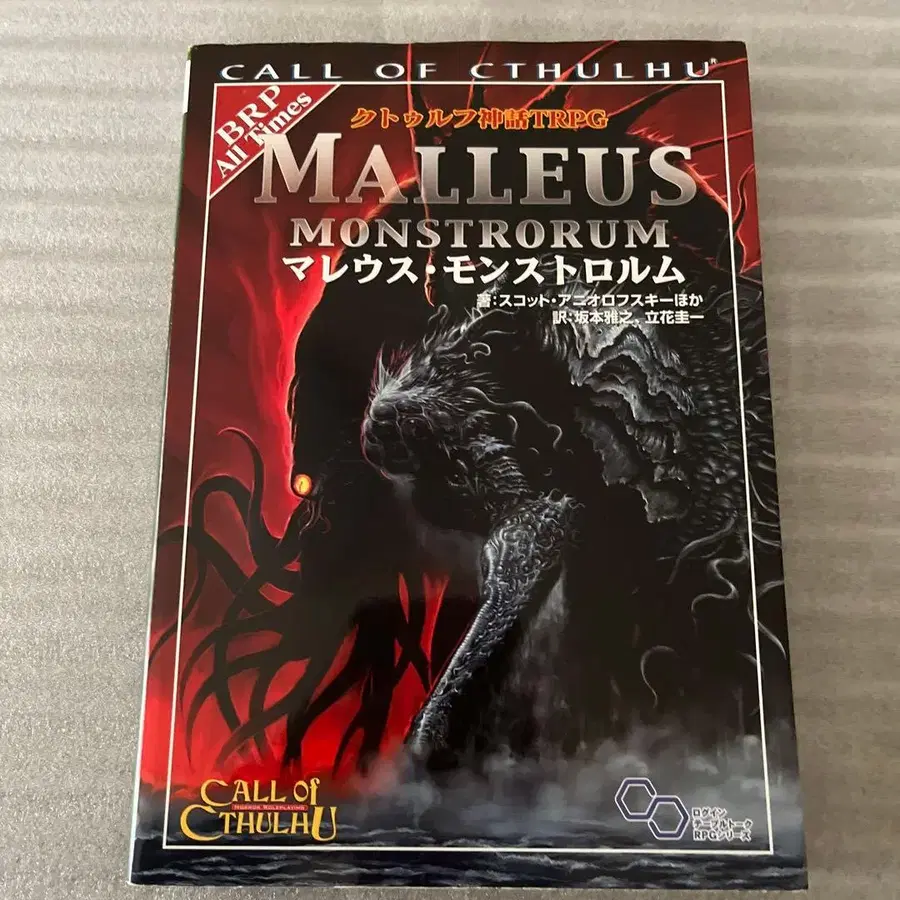 CALL OF CTHULHU®
BRP
All Times
クトゥルフ神話TRPG
MALLEUS
MONSTRORUM
マレウス・モンストロルム
著:スコット・アニオロフスキーほか
訳:坂本雅之、立花圭一
CALL OF
HORROR ROLEPLAYING
CTHULHU
ログイン
テーブルトーク
RPGシリーズ